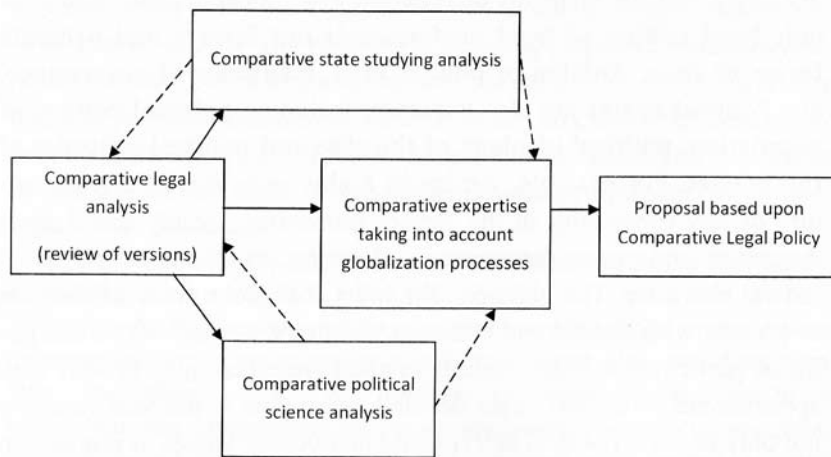 Comparative state studying analysis
Comparative legal
analysis
(review of versions)
Comparative expertise
taking into account
globalization processes
Proposal based upon
Comparative Legal Policy
Comparative political
science analysis